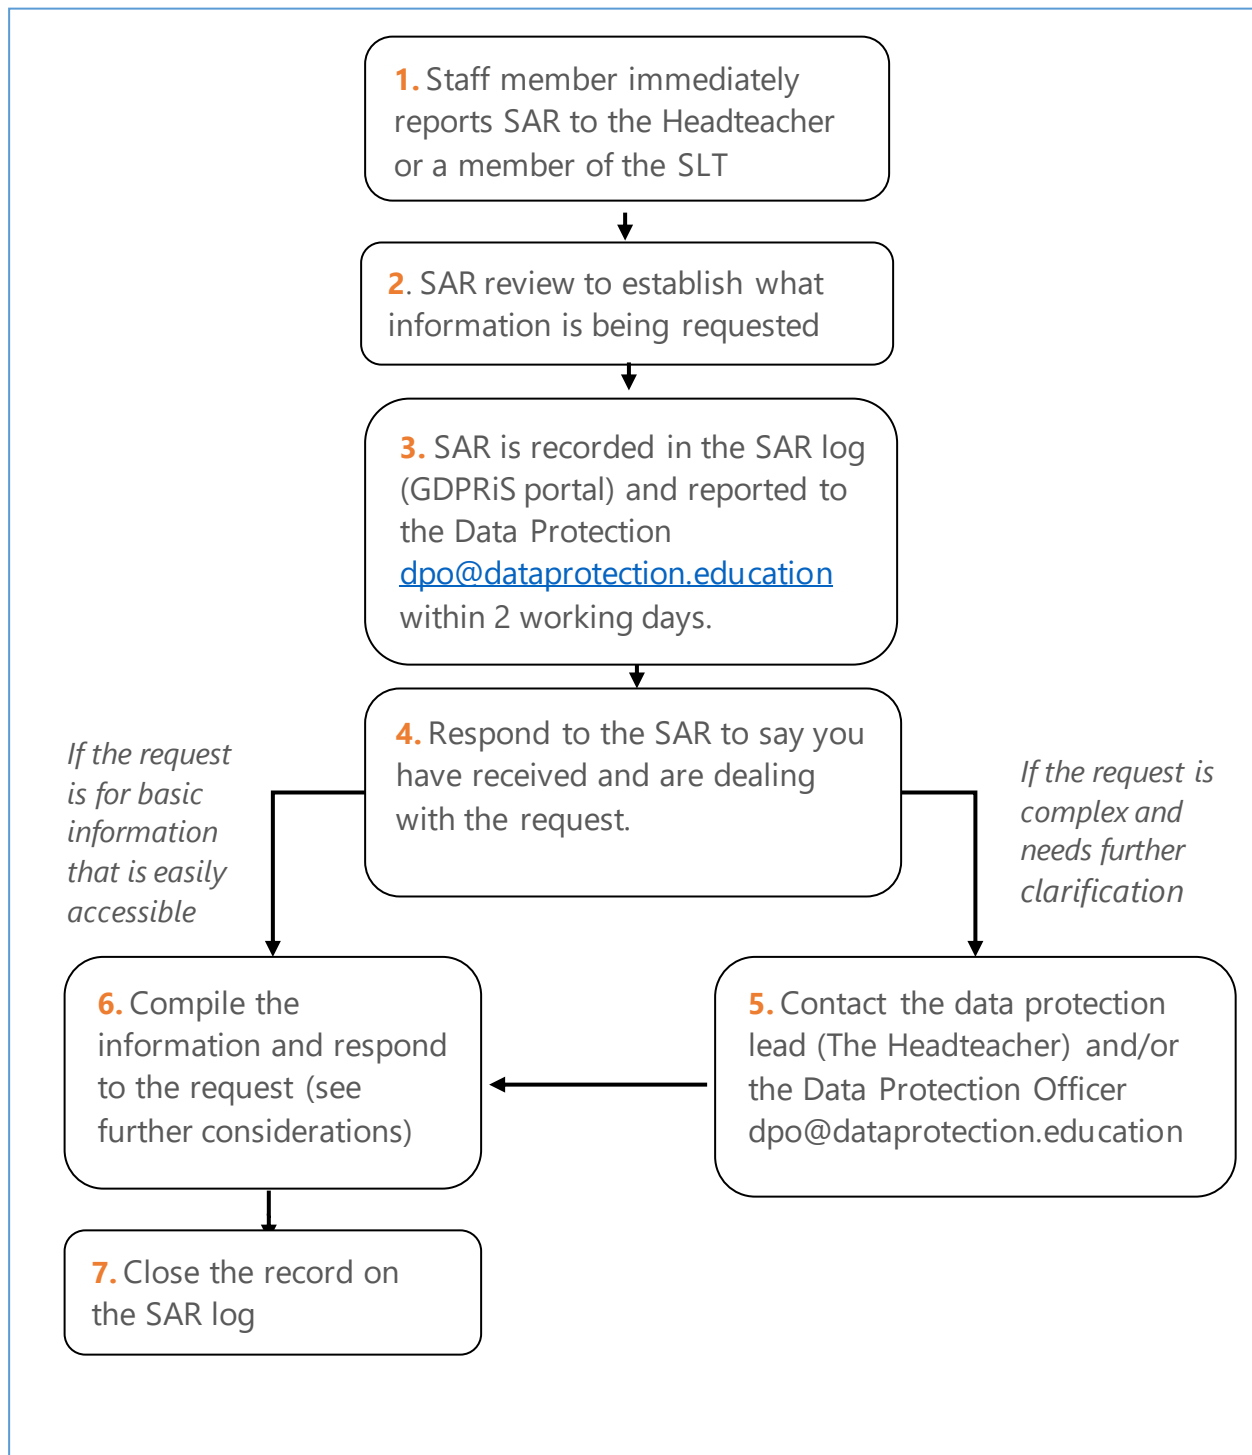 1. Staff member immediately
reports SAR to the Headteacher
or a member of the SLT
2. SAR review to establish what
information is being requested
3. SAR is recorded in the SAR log
(GDPRiS portal) and reported to
the Data Protection
dpo@dataprotection.education
within 2 working days.
4. Respond to the SAR to say you
have received and are dealing
with the request.
If the request
is for basic
information
that is easily
accessible
If the request is
complex and
needs further
clarification
5. Contact the data protection
lead (The Headteacher) and/or
the Data Protection Officer
dpo@dataprotection.education
6. Compile the
information and respond
to the request (see
further considerations)
7. Close the record on
the SAR log